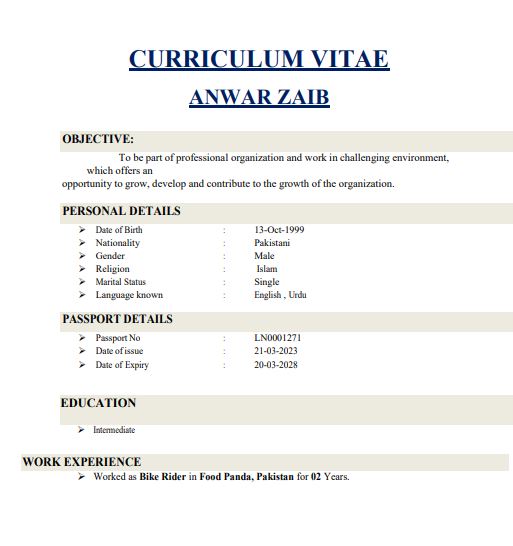 CURRICULUM VITAE
ANWAR ZAIB
OBJECTIVE:
To be part of professional organization and work in challenging environment,
which offers an
opportunity to grow, develop and contribute to the growth of the organization.
PERSONAL DETAILS
➢ Date of Birth : 13-Oct-1999
➢ Nationality : Pakistani
➢ Gender : Male
➢ Religion : Islam
➢ Marital Status : Single
➢ Language known : English , Urdu
PASSPORT DETAILS
➢ Passport No : LN0001271
➢ Date of issue : 21-03-2023
➢ Date of Expiry : 20-03-2028
EDUCATION
➢ Intermediate
WORK EXPERIENCE
➢ Worked as Bike Rider in Food Panda, Pakistan for 02 Years.